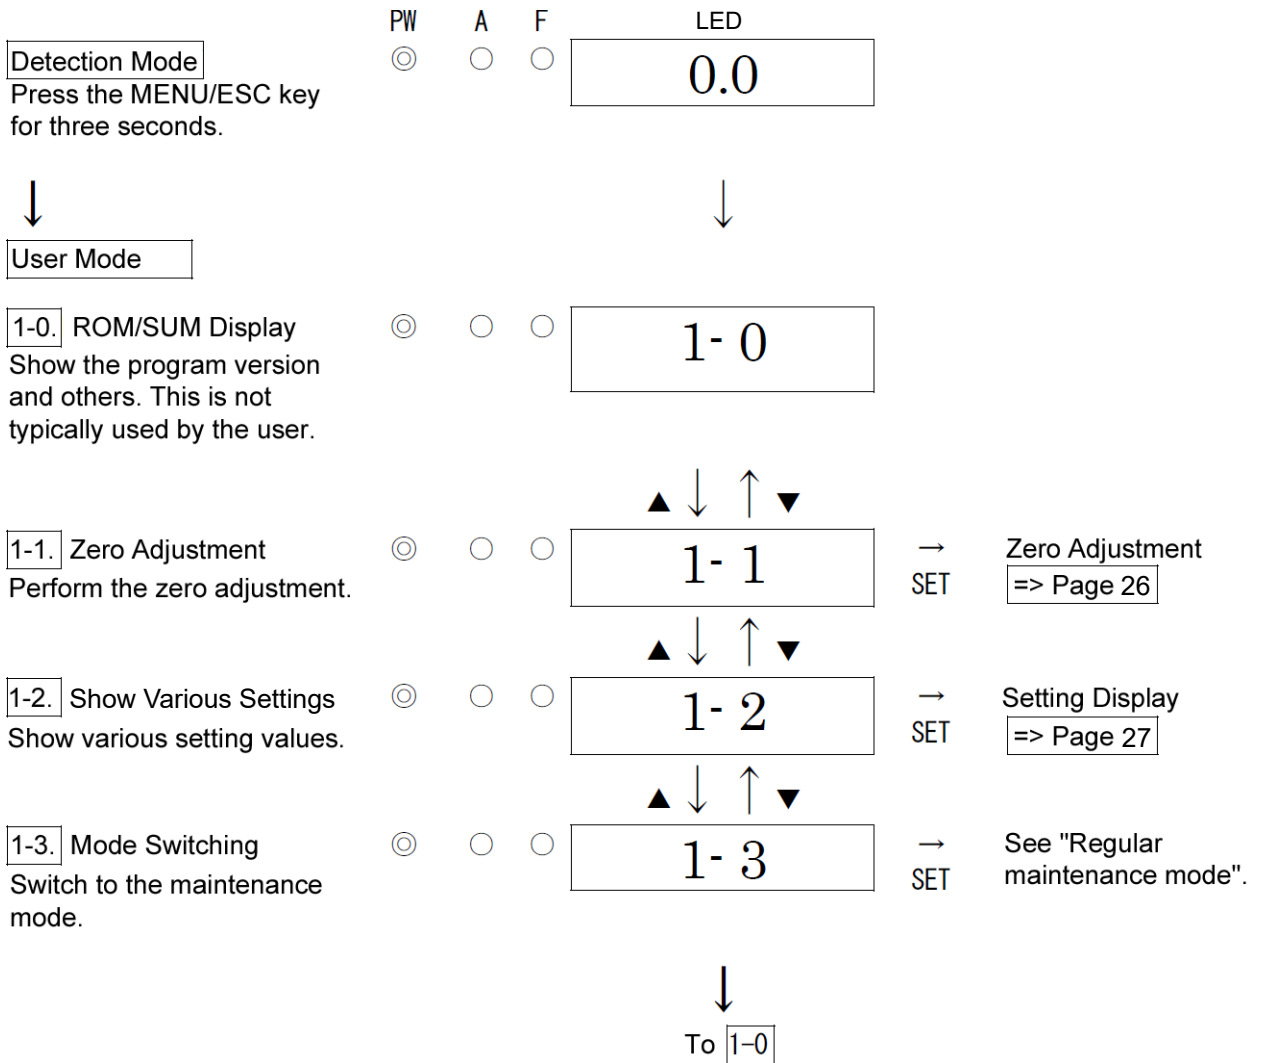 PW A F LED
Detection Mode ◎ ○ ○ 0.0
Press the MENU/ESC key
for three seconds.
↓ ↓
User Mode
1-0. ROM/SUM Display ◎ ○ ○ 1- 0
Show the program version
and others. This is not
typically used by the user.
▲ ↓ ↑ ▼
1-1. Zero Adjustment ◎ ○ ○ 1- 1 → Zero Adjustment
Perform the zero adjustment. SET => Page 26
▲ ↓ ↑ ▼
1-2. Show Various Settings ◎ ○ ○ 1- 2 → Setting Display
Show various setting values. SET => Page 27
▲ ↓ ↑ ▼
1-3. Mode Switching ◎ ○ ○ 1- 3 → See "Regular
Switch to the maintenance SET maintenance mode".
mode.
↓
To 1-0